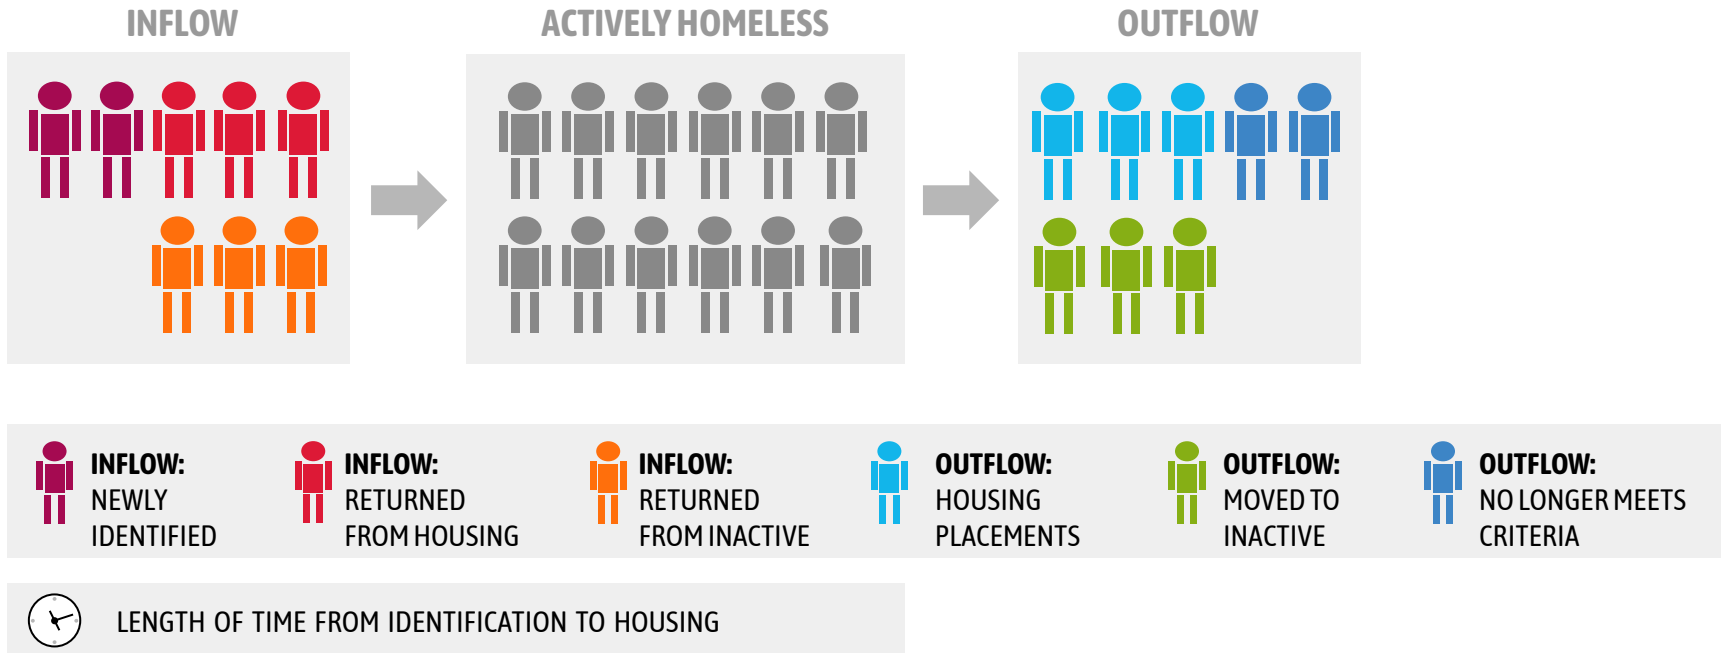 INFLOW
ACTIVELY HOMELESS
OUTFLOW
INFLOW:
NEWLY
IDENTIFIED
INFLOW:
RETURNED
FROM HOUSING
INFLOW:
RETURNED
FROM INACTIVE
OUTFLOW:
HOUSING
PLACEMENTS
OUTFLOW:
MOVED TO
INACTIVE
OUTFLOW:
NO LONGER MEETS
CRITERIA
LENGTH OF TIME FROM IDENTIFICATION TO HOUSING